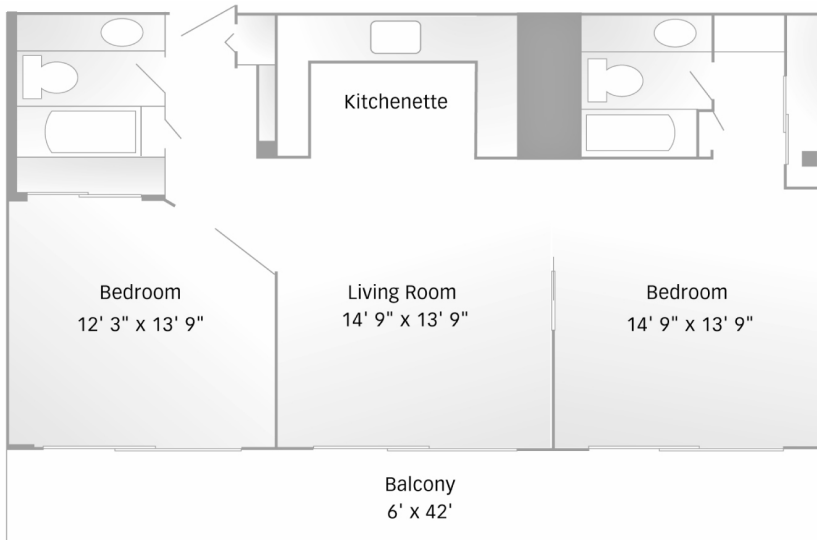 Kitchenette
Bedroom
12' 3" x 13' 9"
Living Room
14' 9" x 13' 9"
Bedroom
14' 9" x 13' 9"
Balcony
6' x 42'